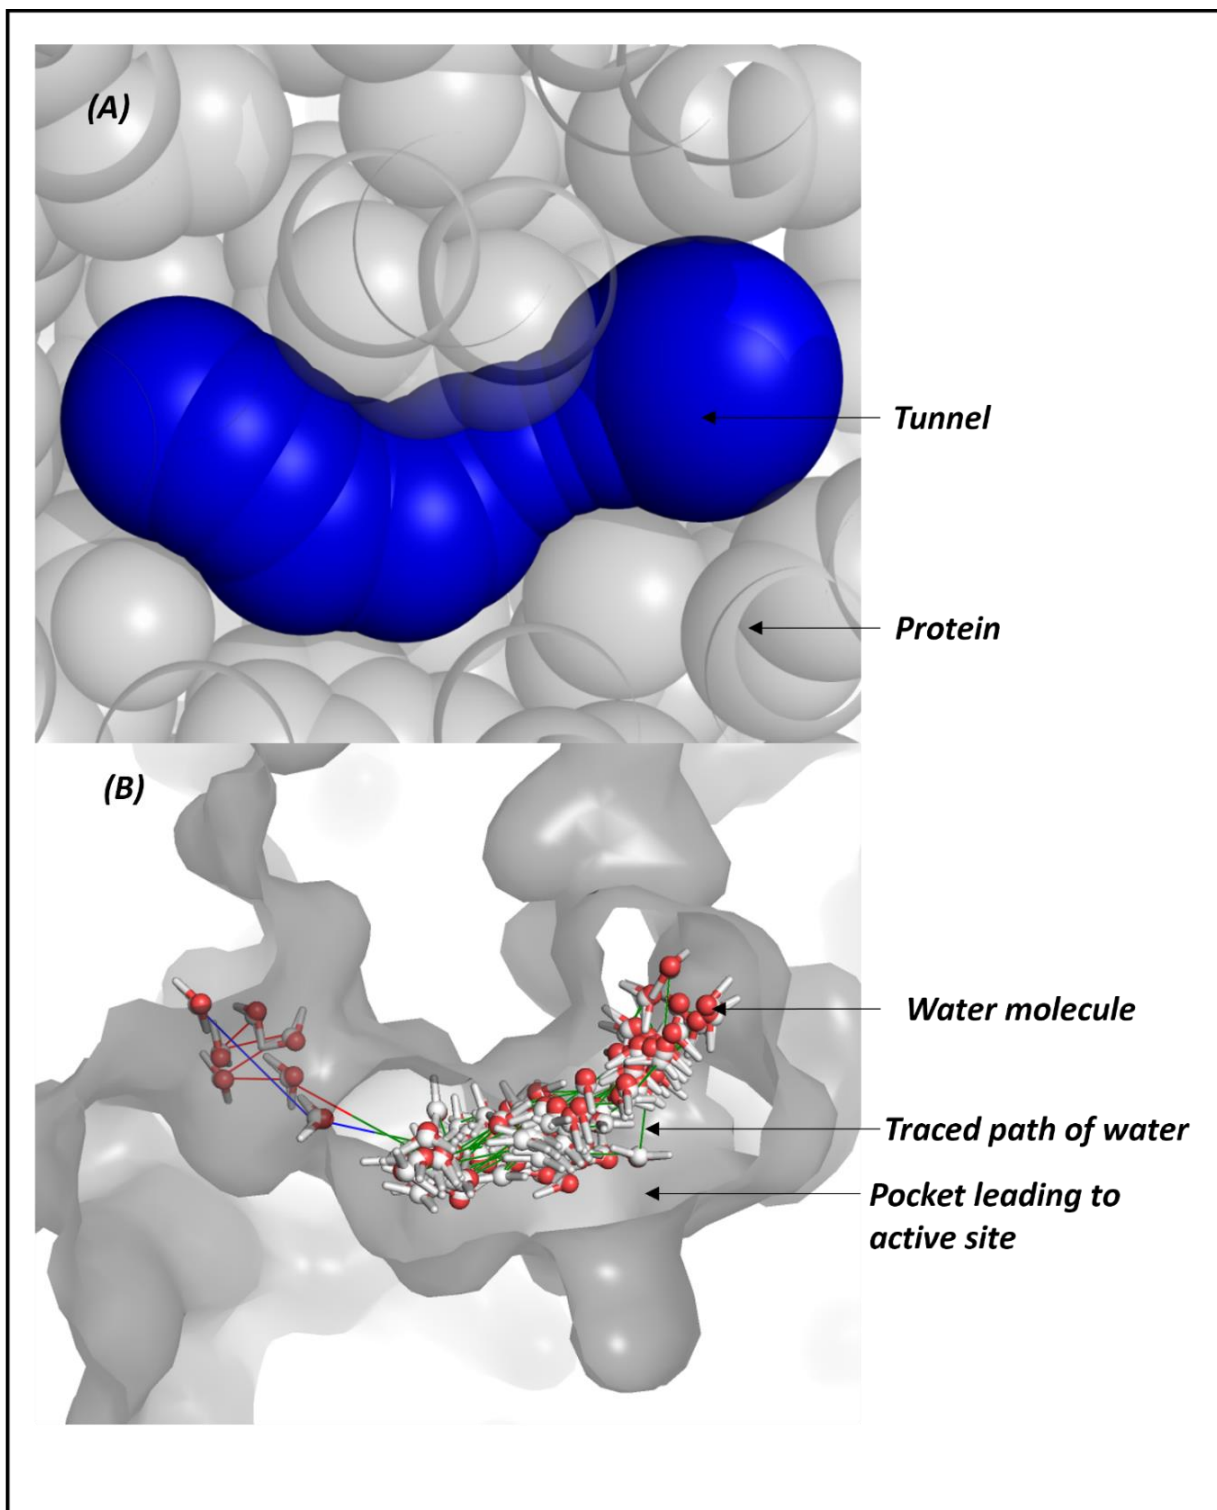 (A)
Tunnel
Protein
(B)
Water molecule
Traced path of water
Pocket leading to
active site